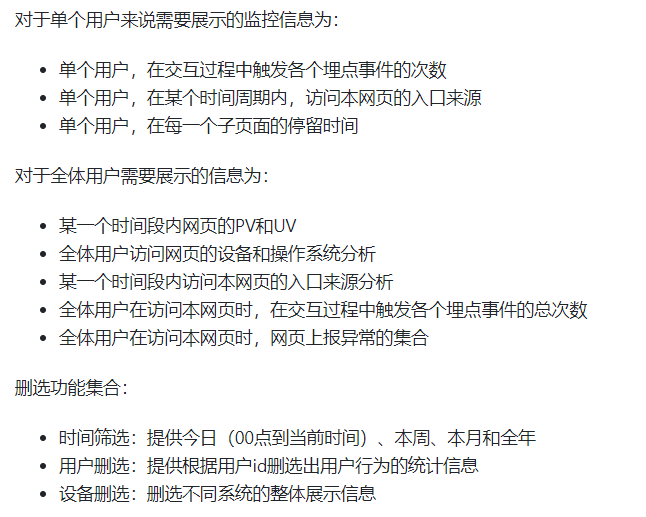 对于单个用户来说需要展示的监控信息为：
• 单个用户，在交互过程中触发各个埋点事件的次数
• 单个用户，在某个时间周期内，访问本网页的入口来源
• 单个用户，在每一个子页面的停留时间
对于全体用户需要展示的信息为：
• 某一个时间段内网页的PV和UV
• 全体用户访问网页的设备和操作系统分析
• 某一个时间段内访问本网页的入口来源分析
• 全体用户在访问本网页时，在交互过程中触发各个埋点事件的总次数
• 全体用户在访问本网页时，网页上报异常的集合
删选功能集合：
• 时间筛选：提供今日（00点到当前时间）、本周、本月和全年
• 用户删选：提供根据用户id删选出用户行为的统计信息
• 设备删选：删选不同系统的整体展示信息